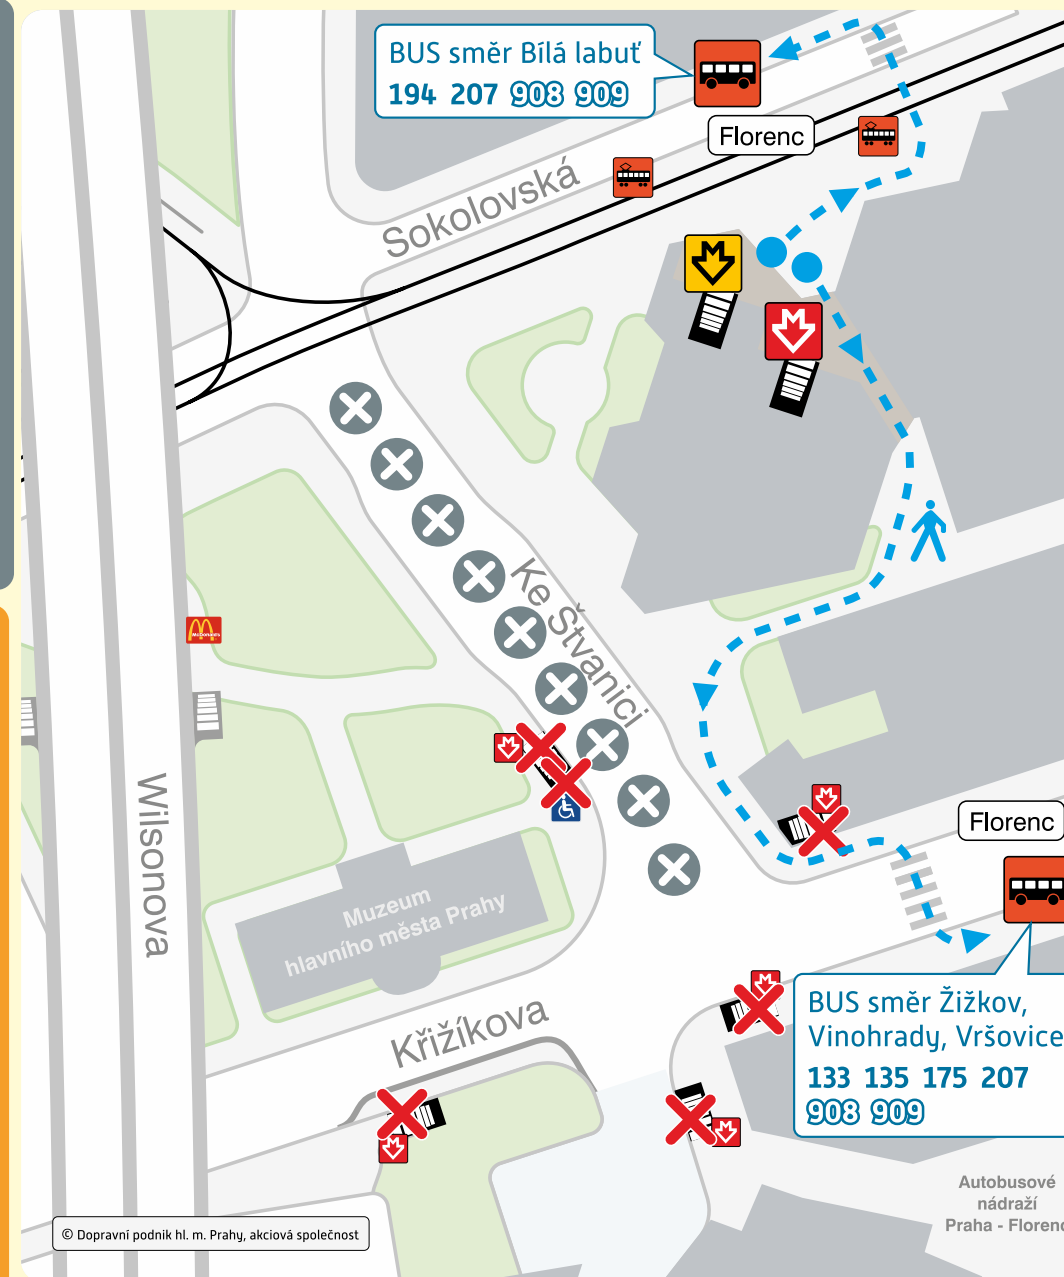 BUS směr Bílá labuť
194 207 908 909
Florenc
Sokolovská
Ke Štvanici
McDonald's
Wilsonova
Florenc
Muzeum
hlavního města Prahy
Křižíkova
BUS směr Žižkov,
Vinohrady, Vršovice
133 135 175 207
908 909
Autobusové
nádraží
Praha - Florenc
© Dopravní podnik hl. m. Prahy, akciová společnost